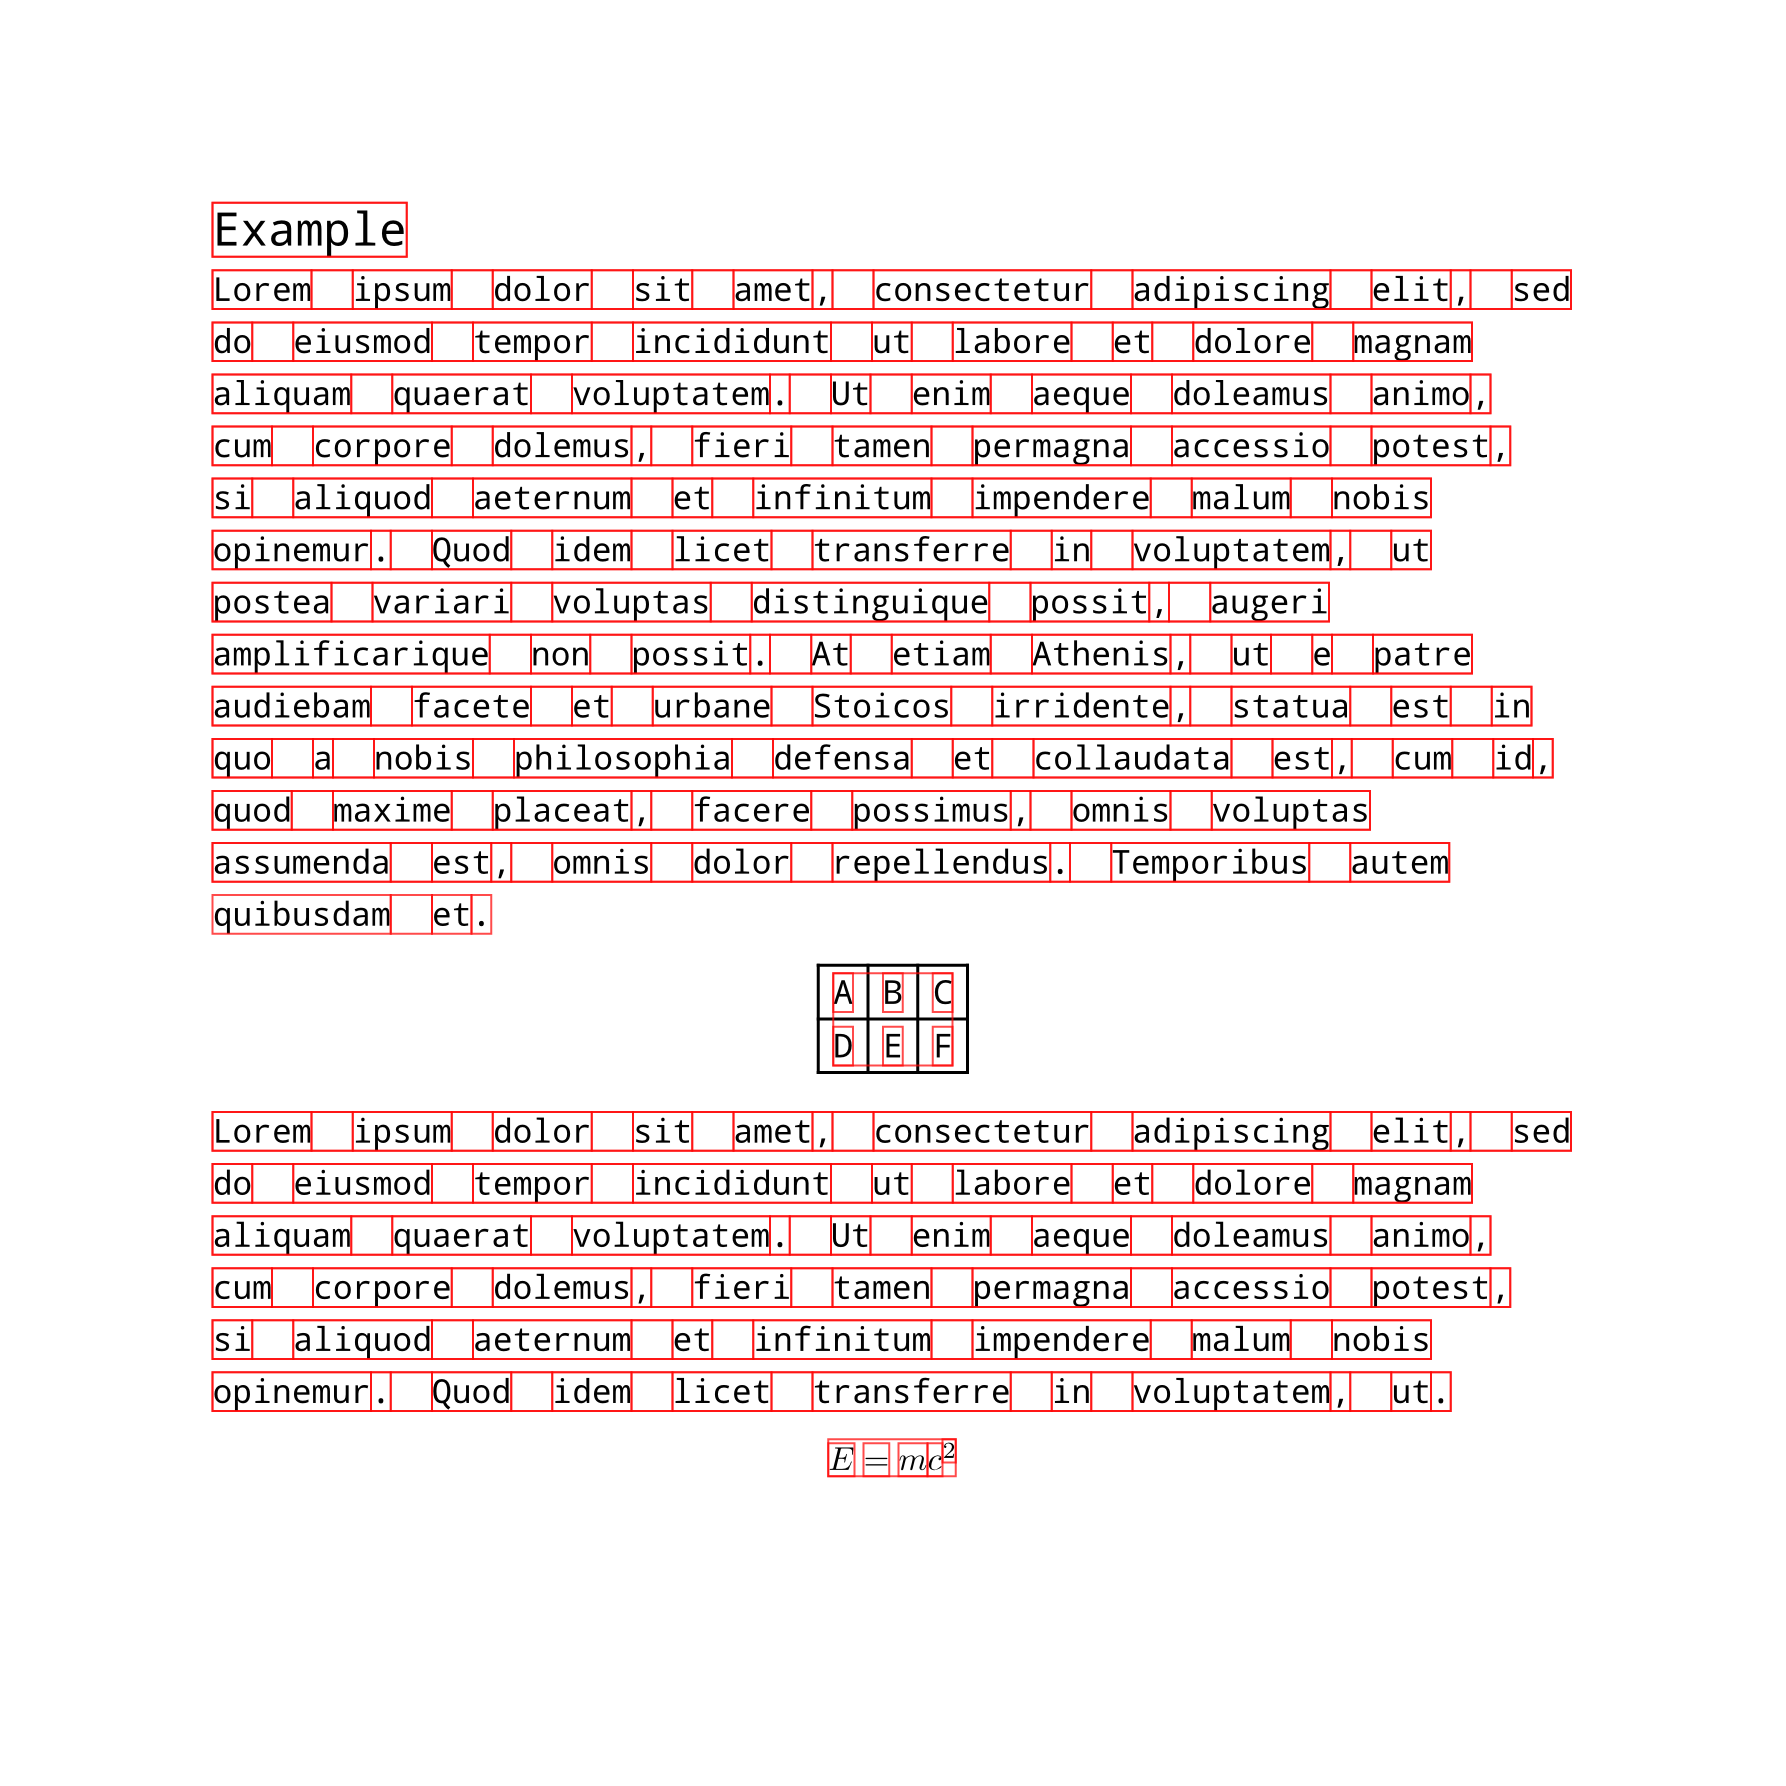 Example
Lorem ipsum dolor sit amet, consectetur adipiscing elit, sed
do eiusmod tempor incididunt ut labore et dolore magnam
aliquam quaerat voluptatem. Ut enim aeque doleamus animo,
cum corpore dolemus, fieri tamen permagna accessio potest,
si aliquod aeternum et infinitum impendere malum nobis
opinemur. Quod idem licet transferre in voluptatem, ut
postea variari voluptas distinguique possit, augeri
amplificarique non possit. At etiam Athenis, ut e patre
audiebam facete et urbane Stoicos irridente, statua est in
quo a nobis philosophia defensa et collaudata est, cum id,
quod maxime placeat, facere possimus, omnis voluptas
assumenda est, omnis dolor repellendus. Temporibus autem
quibusdam et.
A B C
D E F
Lorem ipsum dolor sit amet, consectetur adipiscing elit, sed
do eiusmod tempor incididunt ut labore et dolore magnam
aliquam quaerat voluptatem. Ut enim aeque doleamus animo,
cum corpore dolemus, fieri tamen permagna accessio potest,
si aliquod aeternum et infinitum impendere malum nobis
opinemur. Quod idem licet transferre in voluptatem, ut.
E = mc²